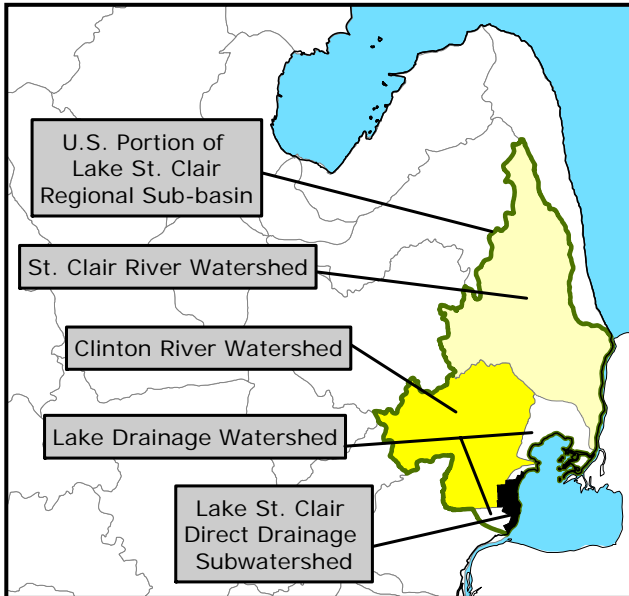 U.S. Portion of
Lake St. Clair
Regional Sub-basin
St. Clair River Watershed
Clinton River Watershed
Lake Drainage Watershed
Lake St. Clair
Direct Drainage
Subwatershed